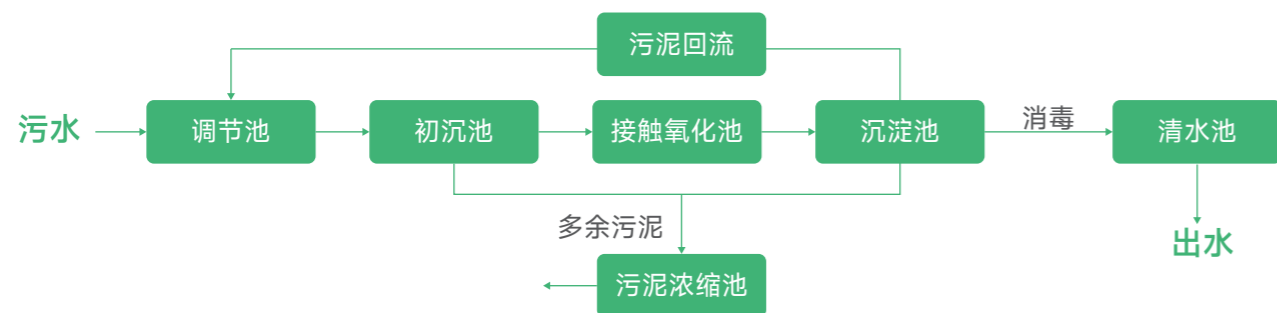 污泥回流
污水
调节池
初沉池
接触氧化池
沉淀池
消毒
清水池
多余污泥
出水
污泥浓缩池